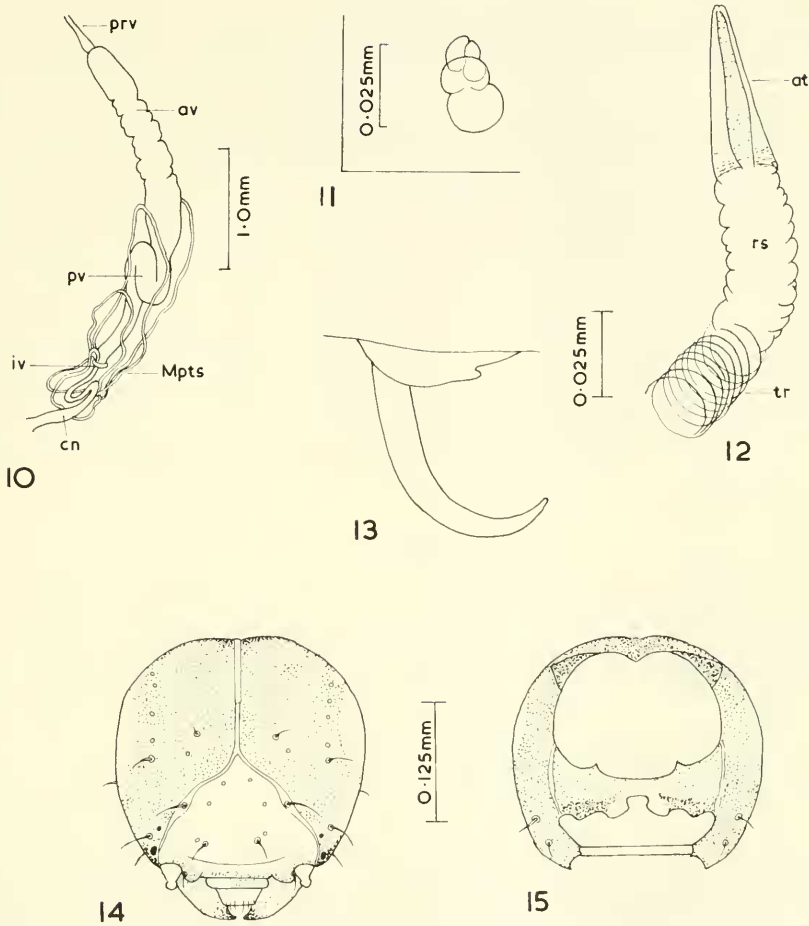 prv
av
1·0mm
pv
iv
Mpts
cn
10
0·025mm
11
at
rs
0·025mm
tr
12
13
0·125mm
14
15